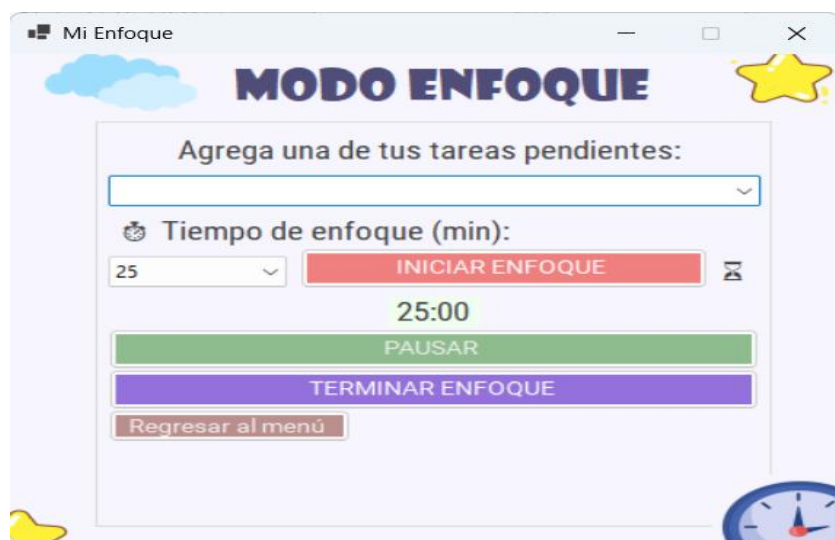 Mi Enfoque
MODO ENFOQUE
Agrega una de tus tareas pendientes:
Tiempo de enfoque (min):
25 INICIAR ENFOQUE
25:00
PAUSAR
TERMINAR ENFOQUE
Regresar al menú